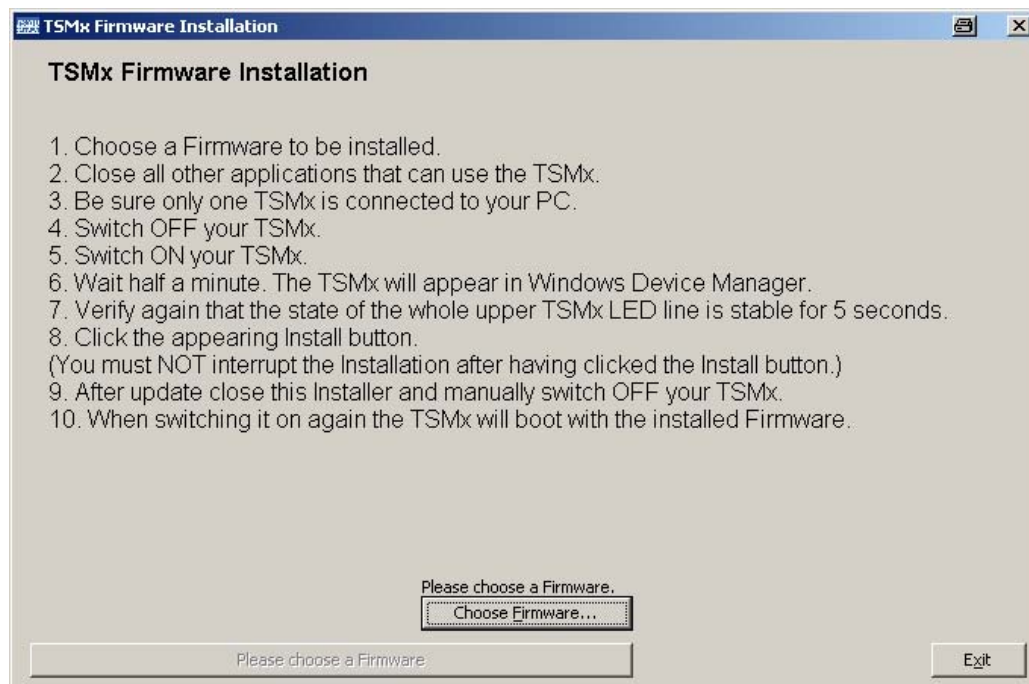 TSMx Firmware Installation
TSMx Firmware Installation
1. Choose a Firmware to be installed.
2. Close all other applications that can use the TSMx.
3. Be sure only one TSMx is connected to your PC.
4. Switch OFF your TSMx.
5. Switch ON your TSMx.
6. Wait half a minute. The TSMx will appear in Windows Device Manager.
7. Verify again that the state of the whole upper TSMx LED line is stable for 5 seconds.
8. Click the appearing Install button.
(You must NOT interrupt the Installation after having clicked the Install button.)
9. After update close this Installer and manually switch OFF your TSMx.
10. When switching it on again the TSMx will boot with the installed Firmware.
Please choose a Firmware.
Choose Firmware...
Please choose a Firmware
Exit